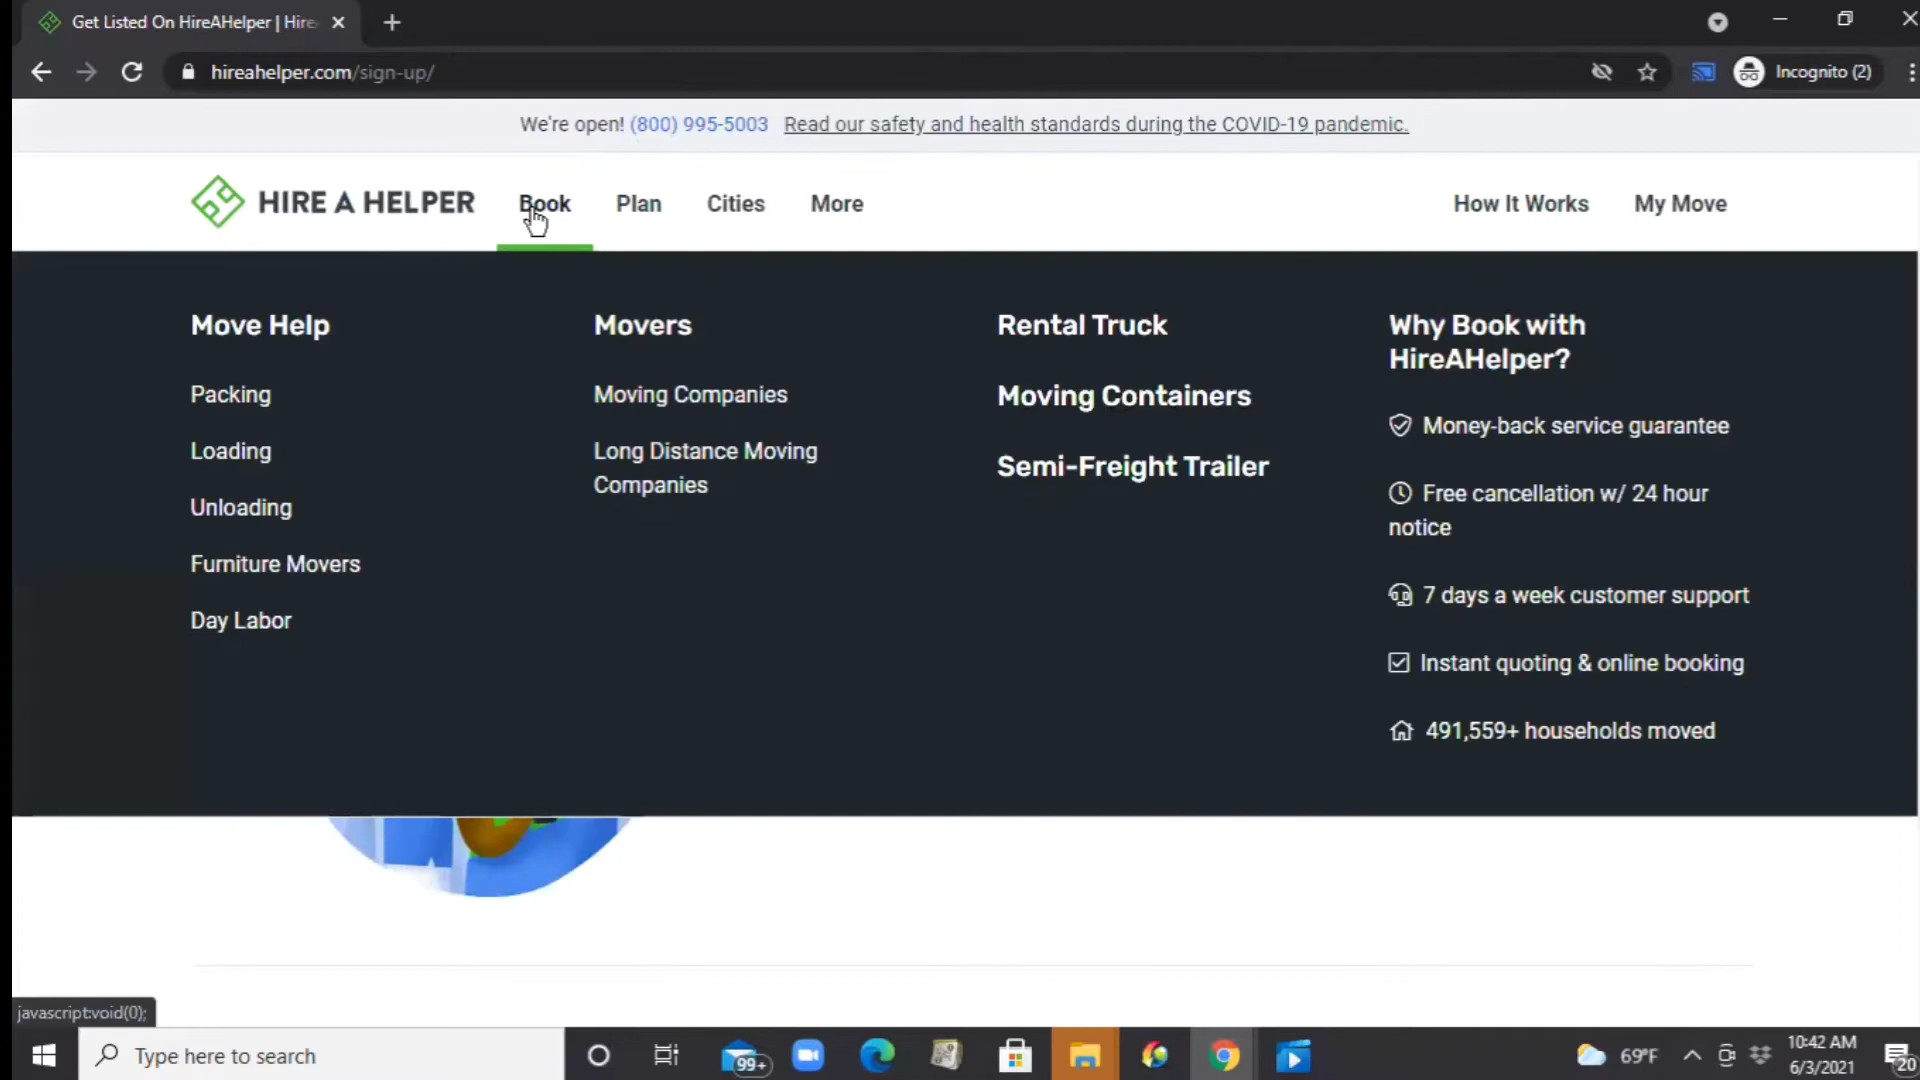 Get Listed On HireAHelper | Hire
hireahelper.com/sign-up/
Incognito (2)
We're open! (800) 995-5003 Read our safety and health standards during the COVID-19 pandemic.
HIRE A HELPER
Book
Plan
Cities
More
How It Works
My Move
Move Help
Packing
Loading
Unloading
Furniture Movers
Day Labor
Movers
Moving Companies
Long Distance Moving
Companies
Rental Truck
Moving Containers
Semi-Freight Trailer
Why Book with
HireAHelper?
Money-back service guarantee
Free cancellation w/ 24 hour
notice
7 days a week customer support
Instant quoting & online booking
491,559+ households moved
javascript:void(0);
Type here to search
99+
69°F
10:42 AM
6/3/2021
20